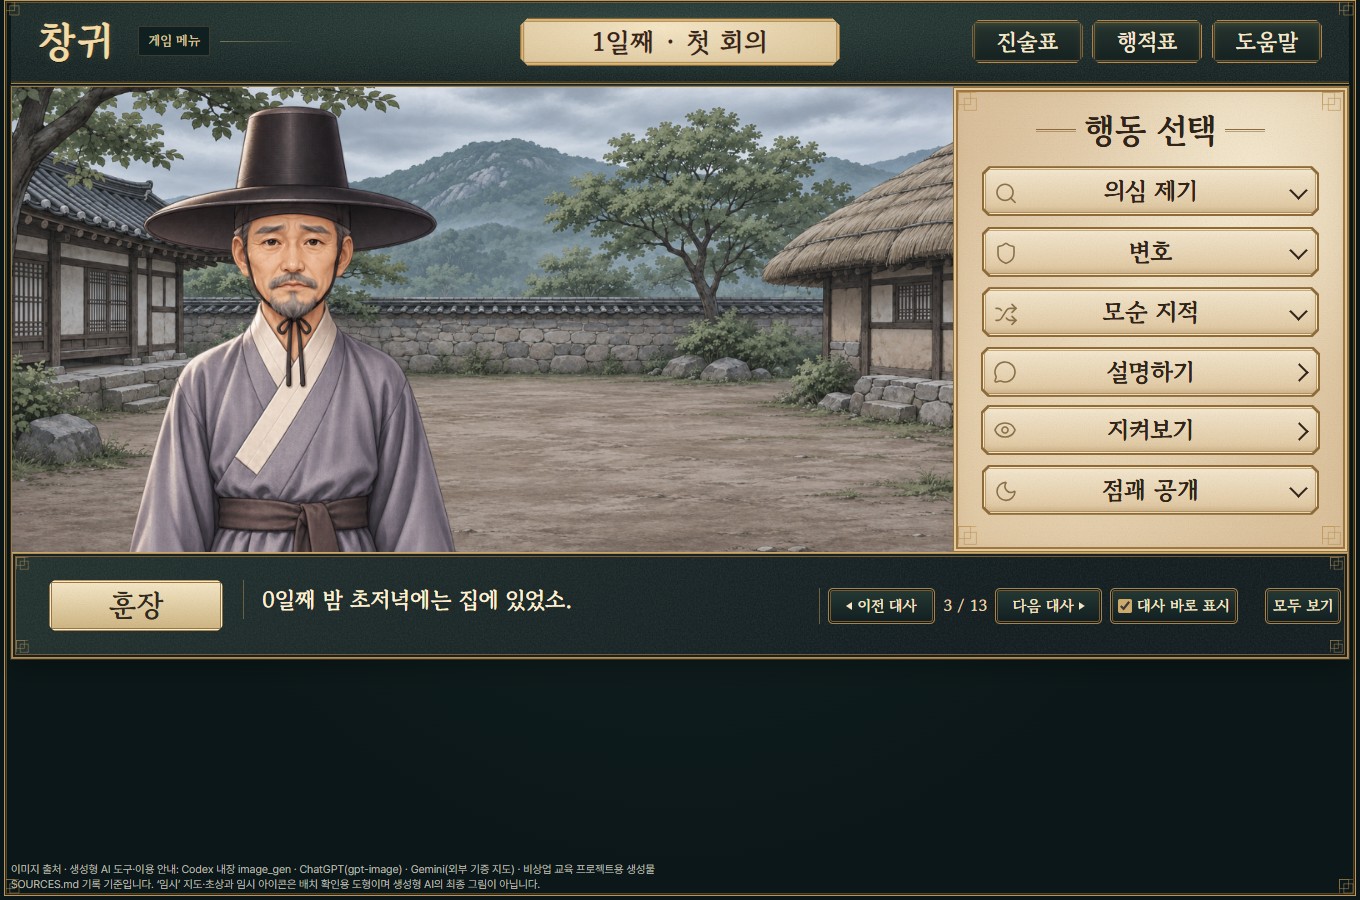 창귀
게임 메뉴
1일째 · 첫 회의
진술표
행적표
도움말
행동 선택
의심 제기
변호
모순 지적
설명하기
지켜보기
점괘 공개
훈장
0일째 밤 초저녁에는 집에 있었소.
이전 대사
3 / 13
다음 대사
대사 바로 표시
모두 보기
이미지 출처 · 생성형 AI 도구·이용 안내: Codex 내장 image_gen · ChatGPT(gpt-image) · Gemini(외부 기증 지도) · 비상업 교육 프로젝트용 생성물
SOURCES.md 기록 기준입니다. ‘임시’ 지도·초상과 임시 아이콘은 배치 확인용 도형이며 생성형 AI의 최종 그림이 아닙니다.